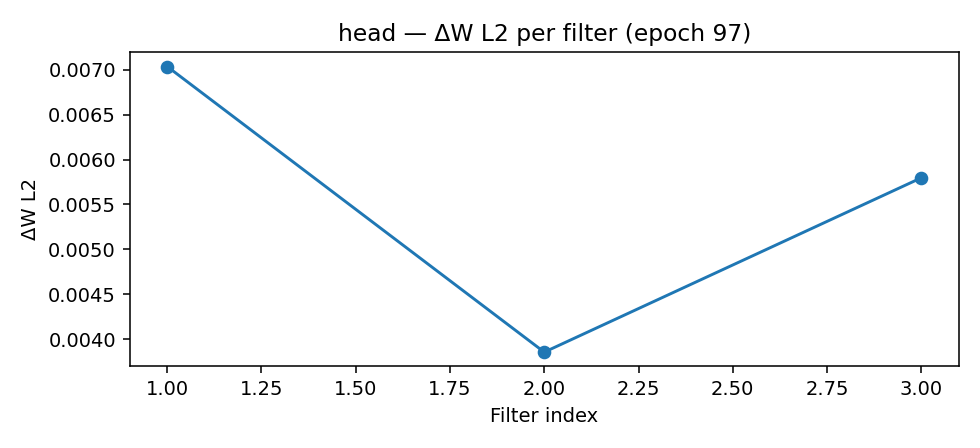 head — ΔW L2 per filter (epoch 97)
ΔW L2
0.0070
0.0065
0.0060
0.0055
0.0050
0.0045
0.0040
1.00 1.25 1.50 1.75 2.00 2.25 2.50 2.75 3.00
Filter index